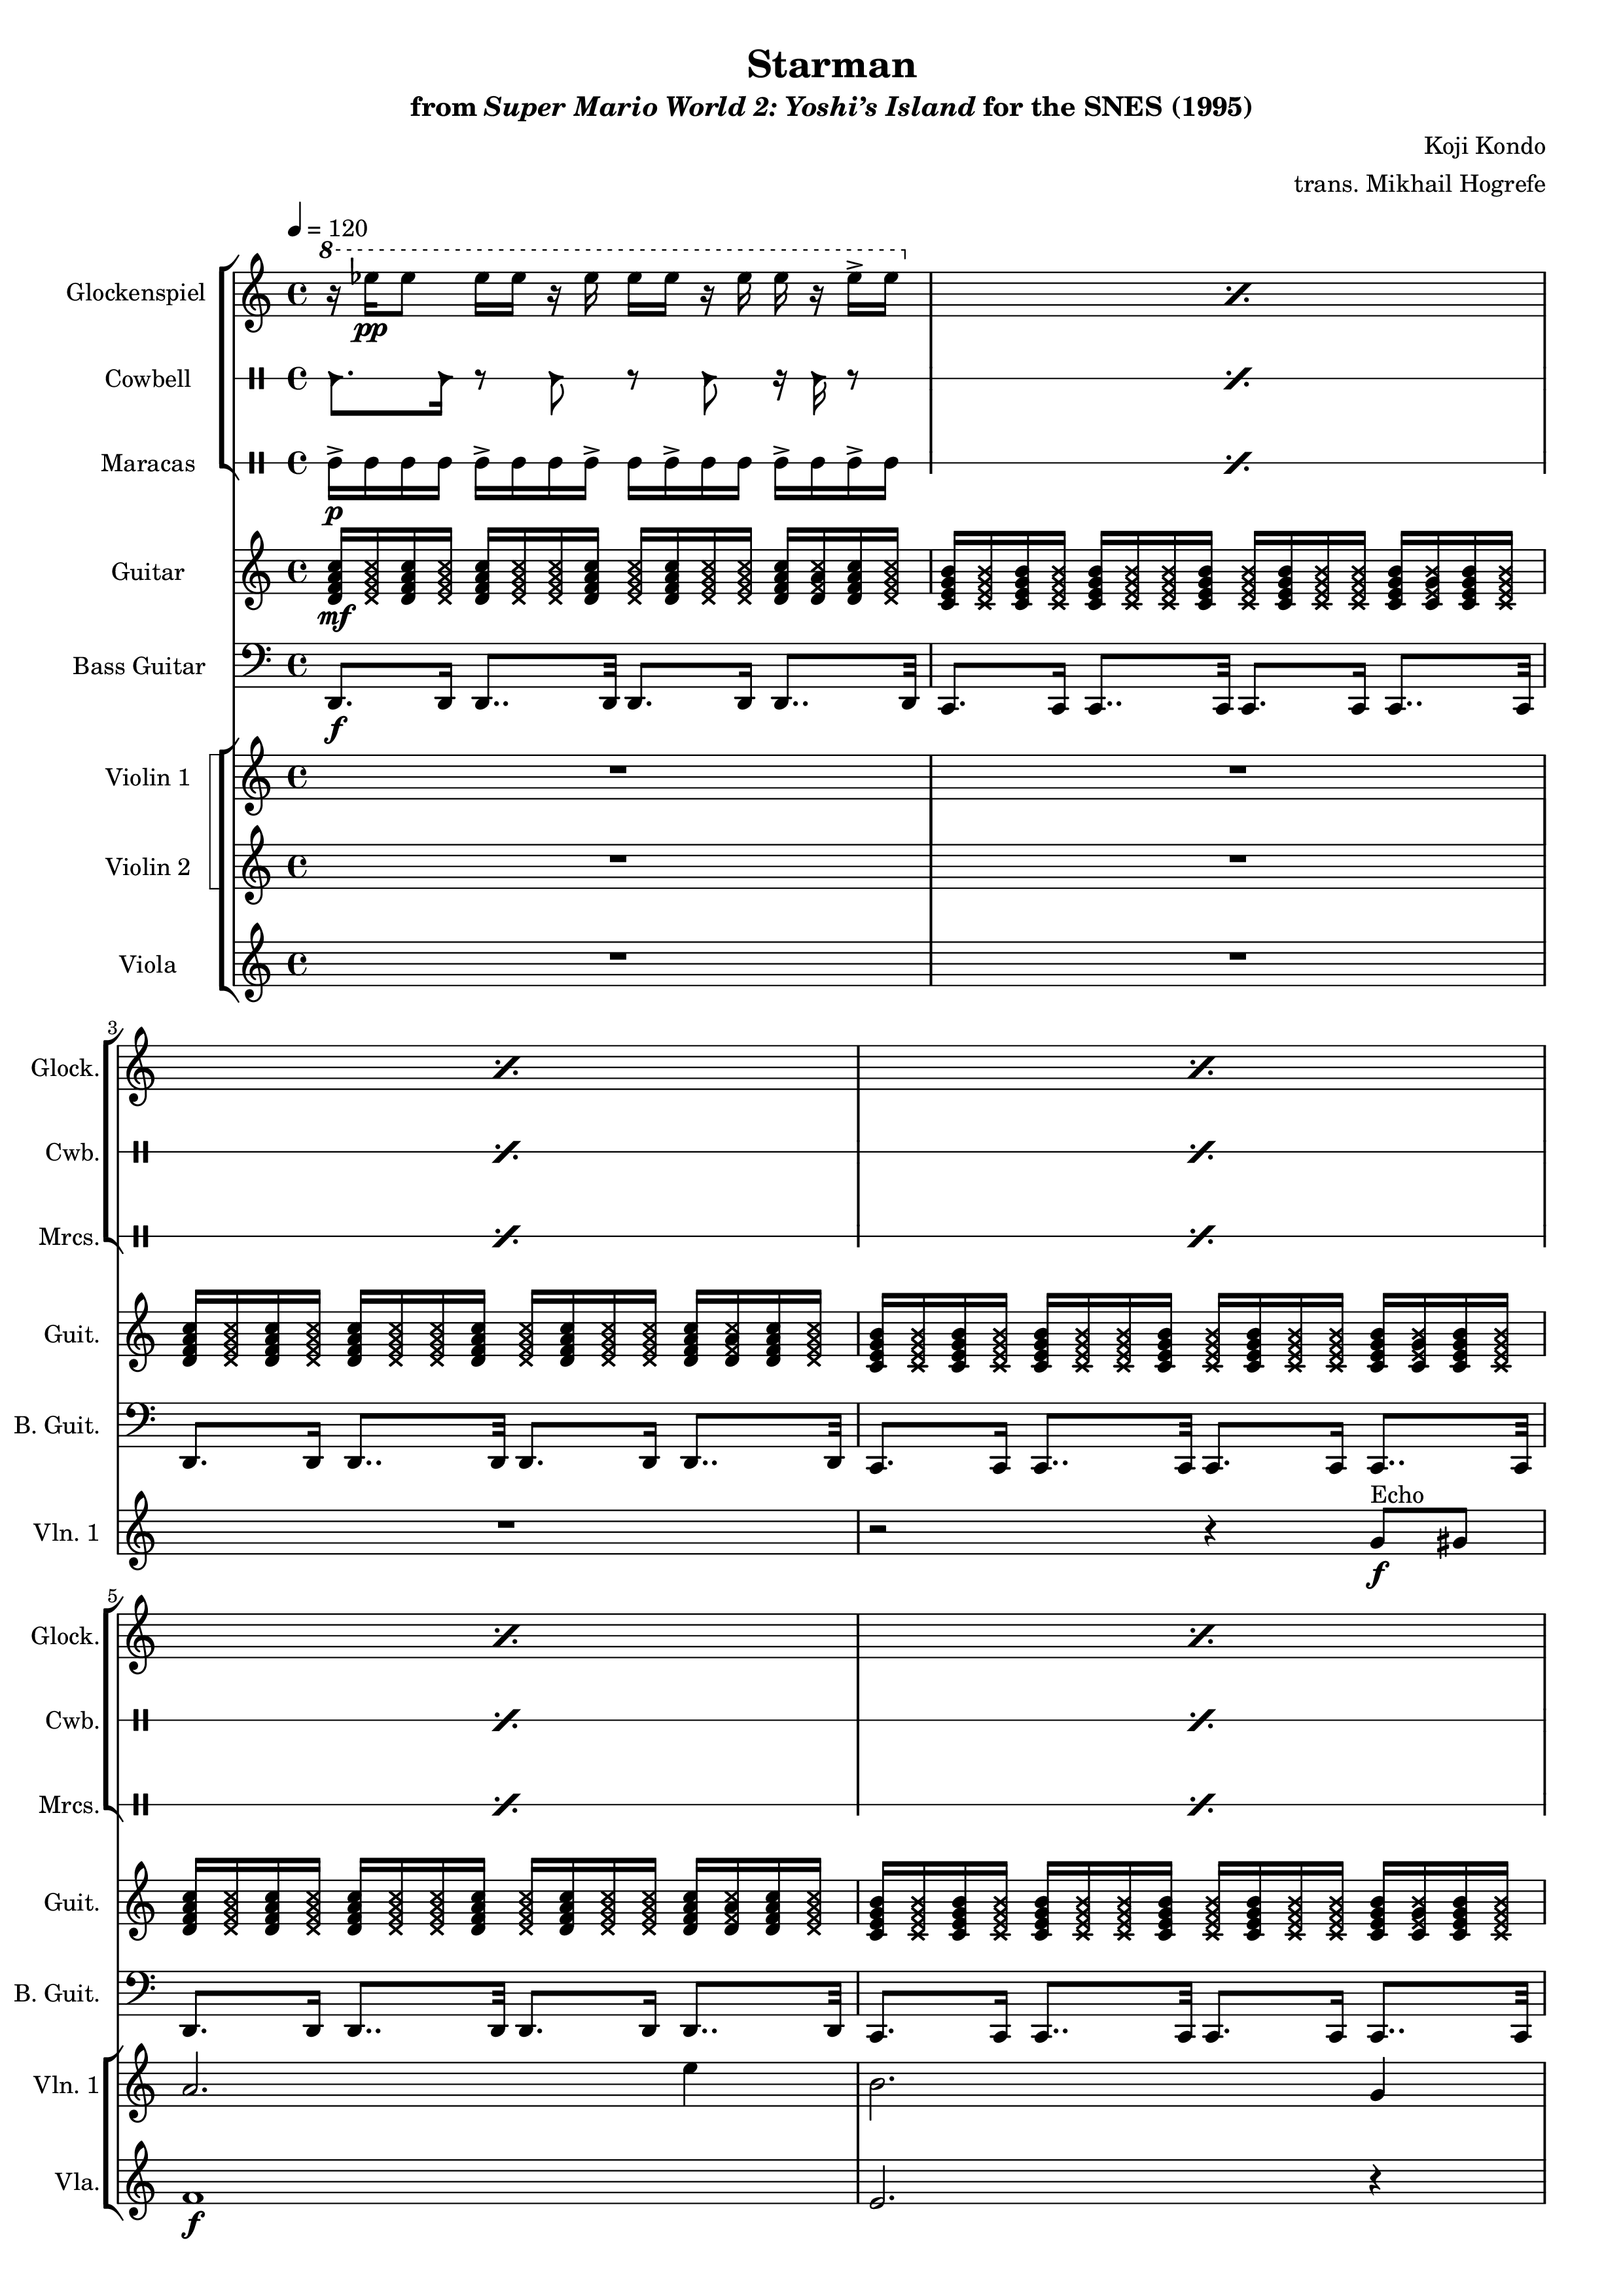 Starman
from Super Mario World 2: Yoshi’s Island for the SNES (1995)
Koji Kondo
trans. Mikhail Hogrefe
= 120
8
Glockenspiel
pp
Cowbell
Maracas
p
Guitar
mf
Bass Guitar
f
Violin 1
Violin 2
Viola
3
Glock.
Cwb.
Mrcs.
Guit.
B. Guit.
Echo
Vln. 1
f
5
Glock.
Cwb.
Mrcs.
Guit.
B. Guit.
Vln. 1
Vla.
f